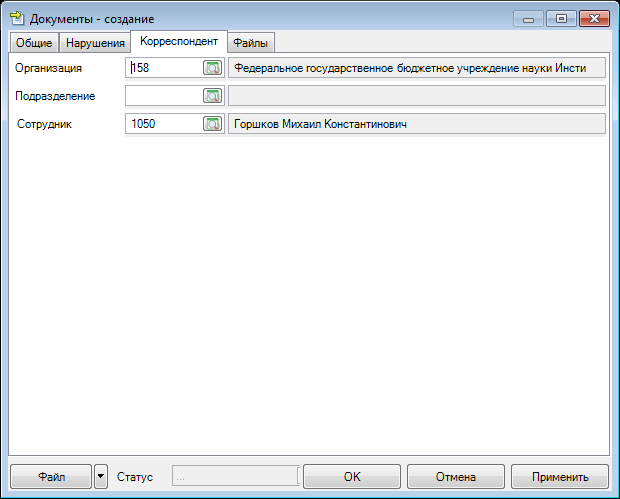 Документы - создание
Общие Нарушения Корреспондент Файлы
Организация 158 Федеральное государственное бюджетное учреждение науки Инсти
Подразделение
Сотрудник 1050 Горшков Михаил Константинович
Файл Статус ... OK Отмена Применить